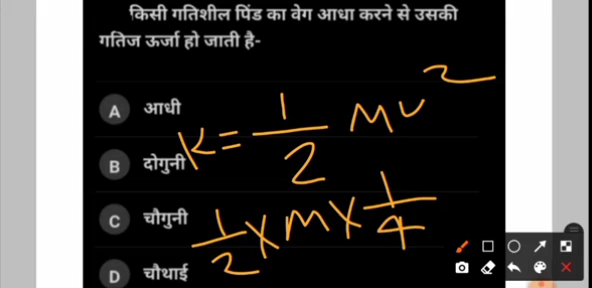 किसी गतिशील पिंड का वेग आधा करने से उसकी
गतिज ऊर्जा हो जाती है-
A आधी
B दोगुनी
C चौगुनी
D चौथाई
K = 1/2 mv²
1/2 × m × 1/4